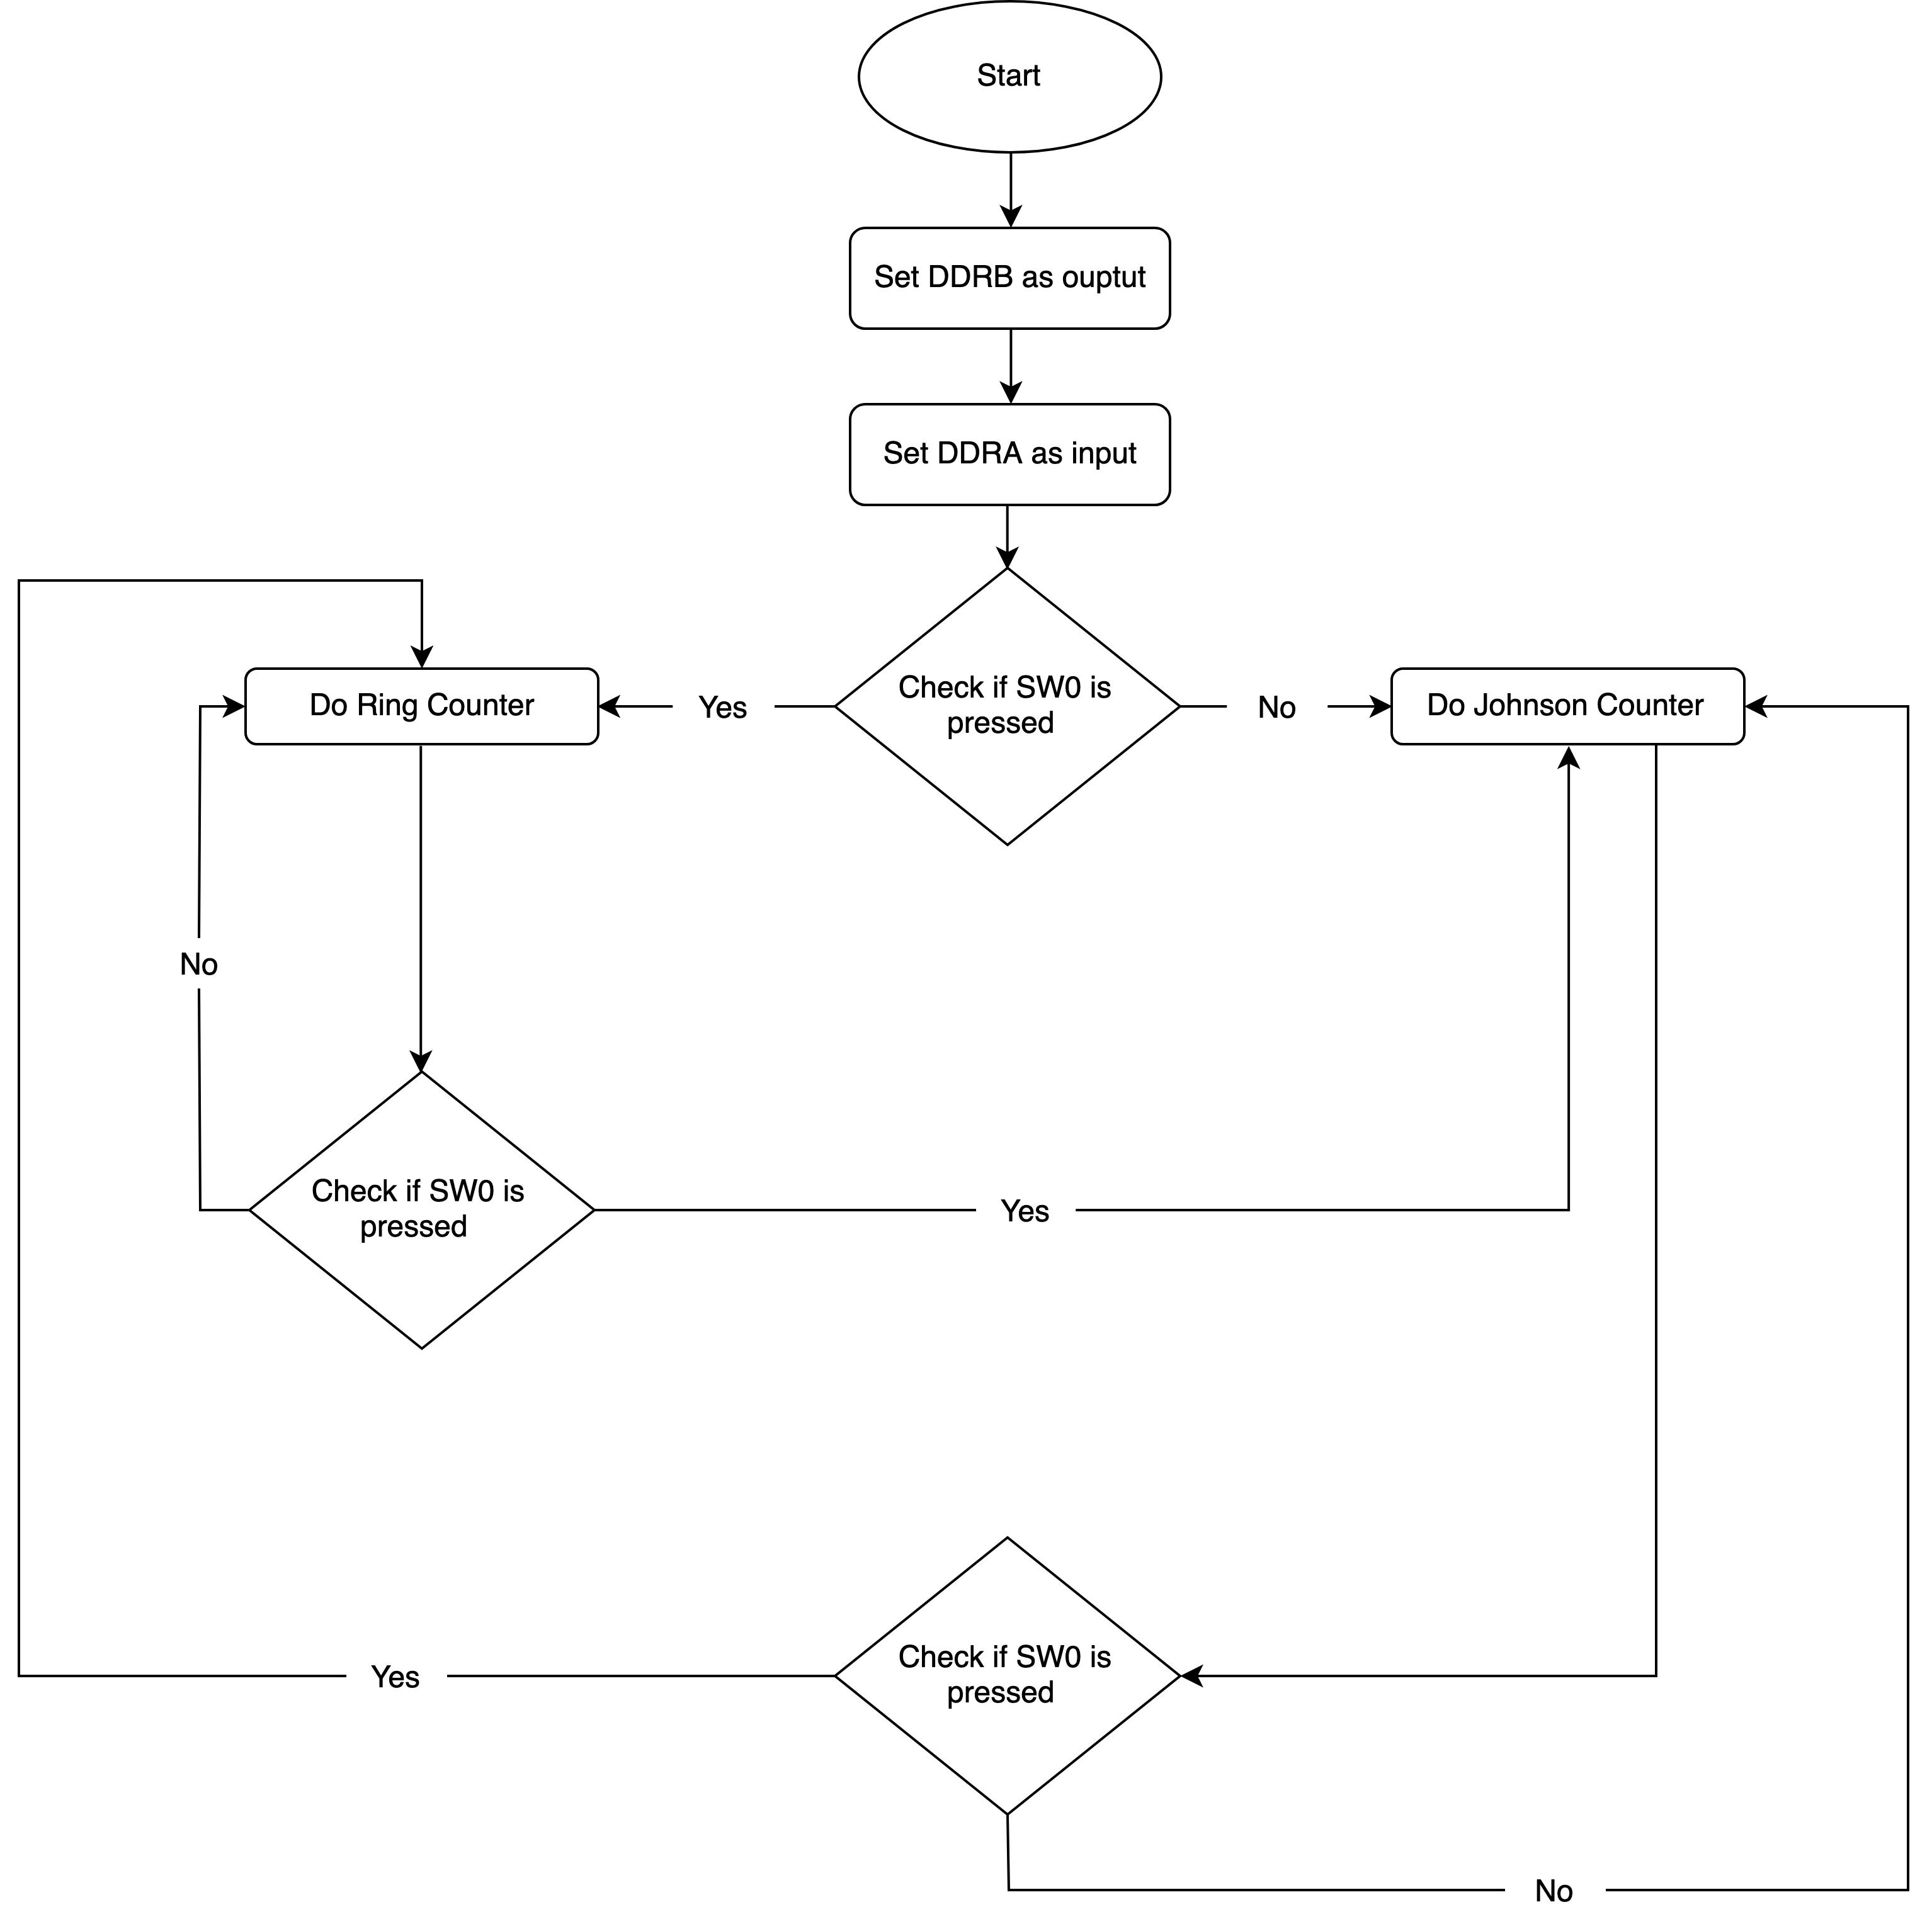 Start
Set DDRB as ouptut
Set DDRA as input
Check if SW0 is
pressed
Do Ring Counter
Yes
No
Do Johnson Counter
No
Check if SW0 is
pressed
Yes
Check if SW0 is
pressed
Yes
No